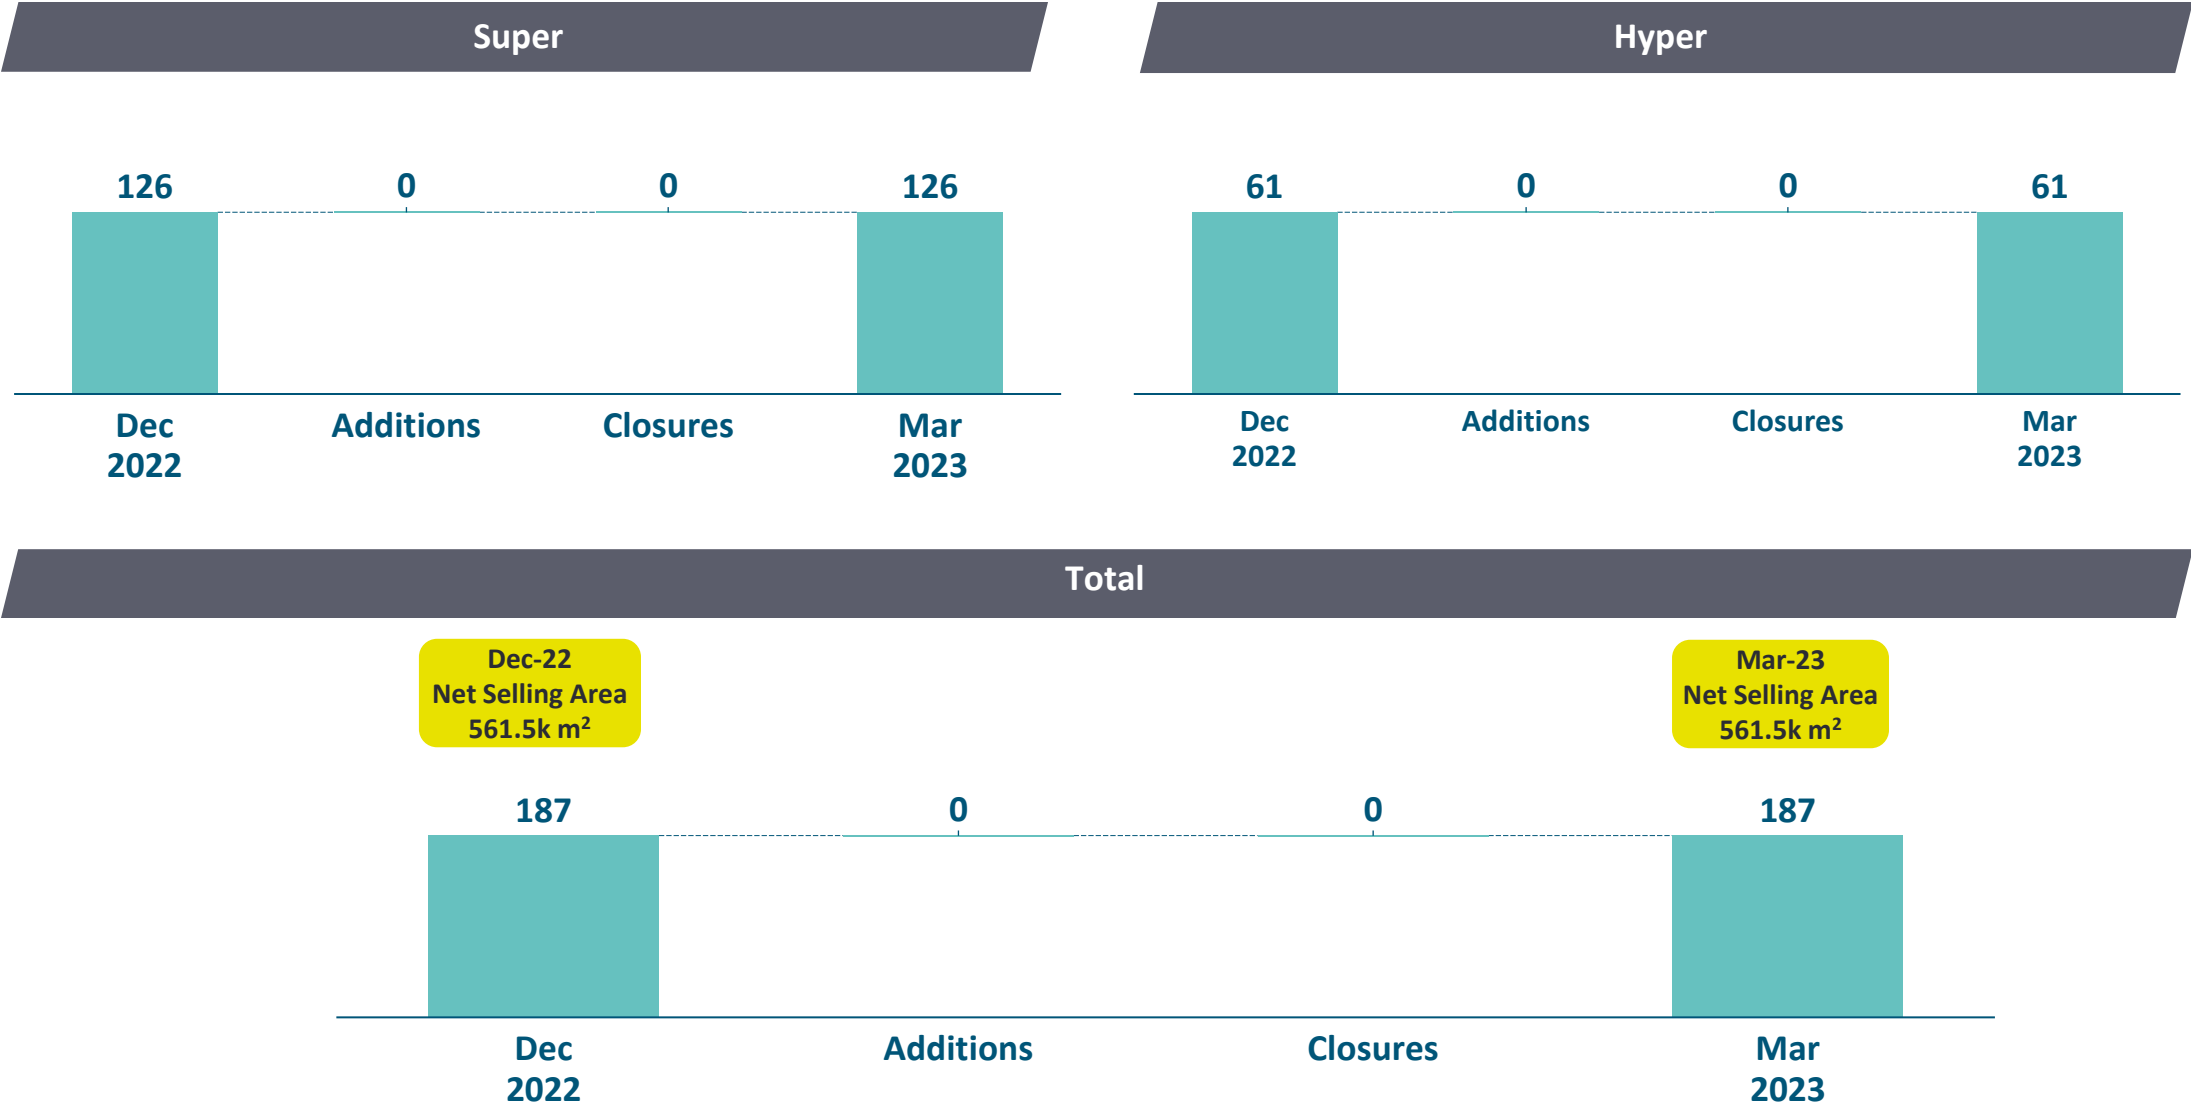 Super
126
0
0
126
Dec
2022
Additions
Closures
Mar
2023
Hyper
61
0
0
61
Dec
2022
Additions
Closures
Mar
2023
Total
Dec-22
Net Selling Area
561.5k m²
Mar-23
Net Selling Area
561.5k m²
187
0
0
187
Dec
2022
Additions
Closures
Mar
2023